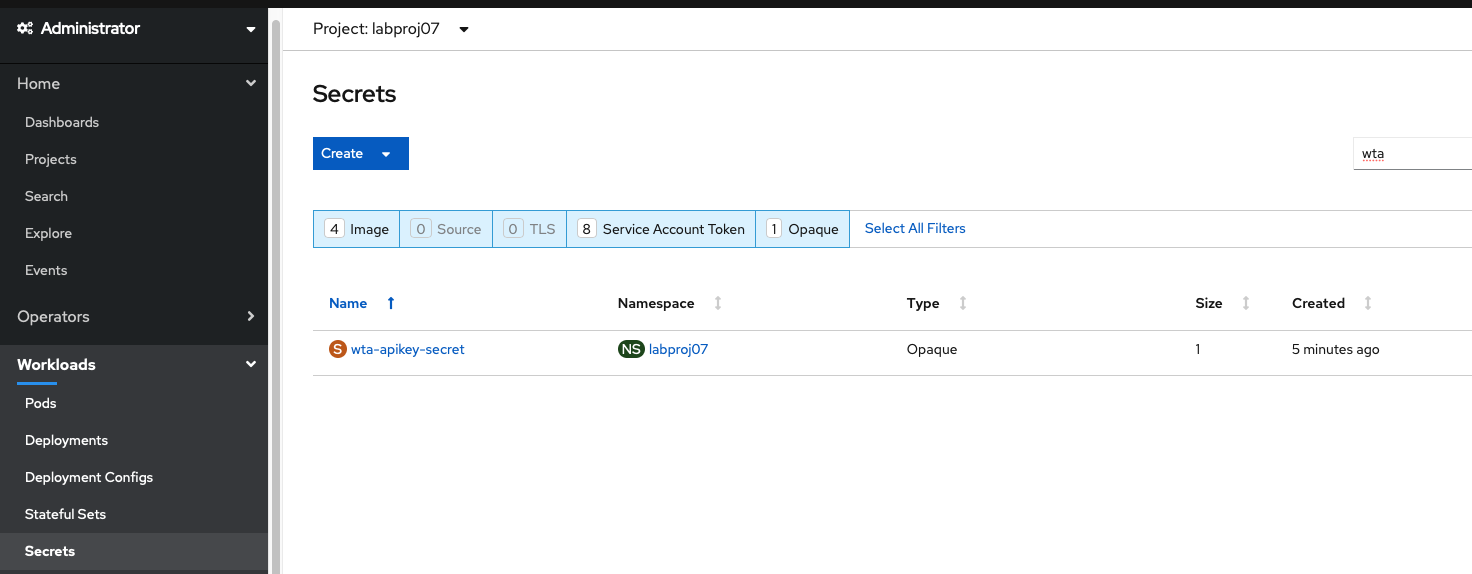 Administrator
Project: labproj07
Home
Secrets
Dashboards
Create
wta
Projects
Search
4 Image 0 Source 0 TLS 8 Service Account Token 1 Opaque Select All Filters
Explore
Events
Name Namespace Type Size Created
Operators
S wta-apikey-secret NS labproj07 Opaque 1 5 minutes ago
Workloads
Pods
Deployments
Deployment Configs
Stateful Sets
Secrets